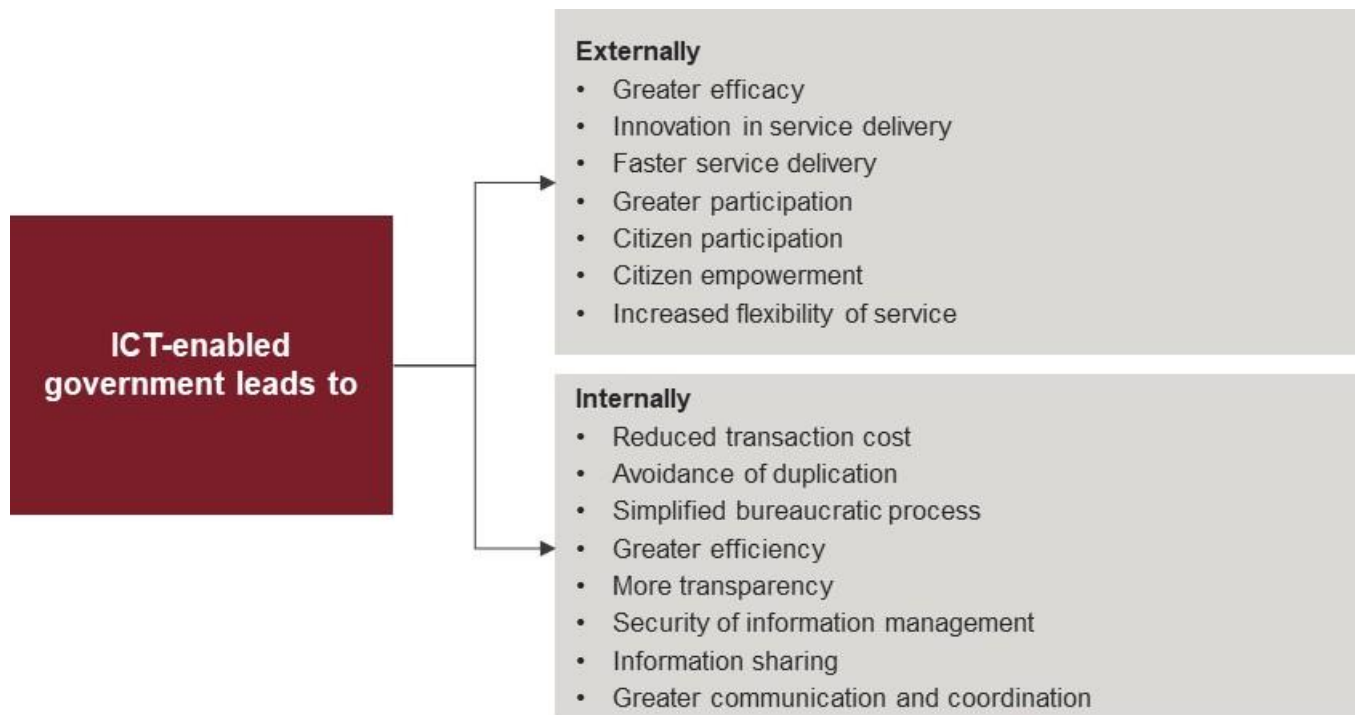 ICT-enabled
government leads to
Externally
• Greater efficacy
• Innovation in service delivery
• Faster service delivery
• Greater participation
• Citizen participation
• Citizen empowerment
• Increased flexibility of service
Internally
• Reduced transaction cost
• Avoidance of duplication
• Simplified bureaucratic process
• Greater efficiency
• More transparency
• Security of information management
• Information sharing
• Greater communication and coordination